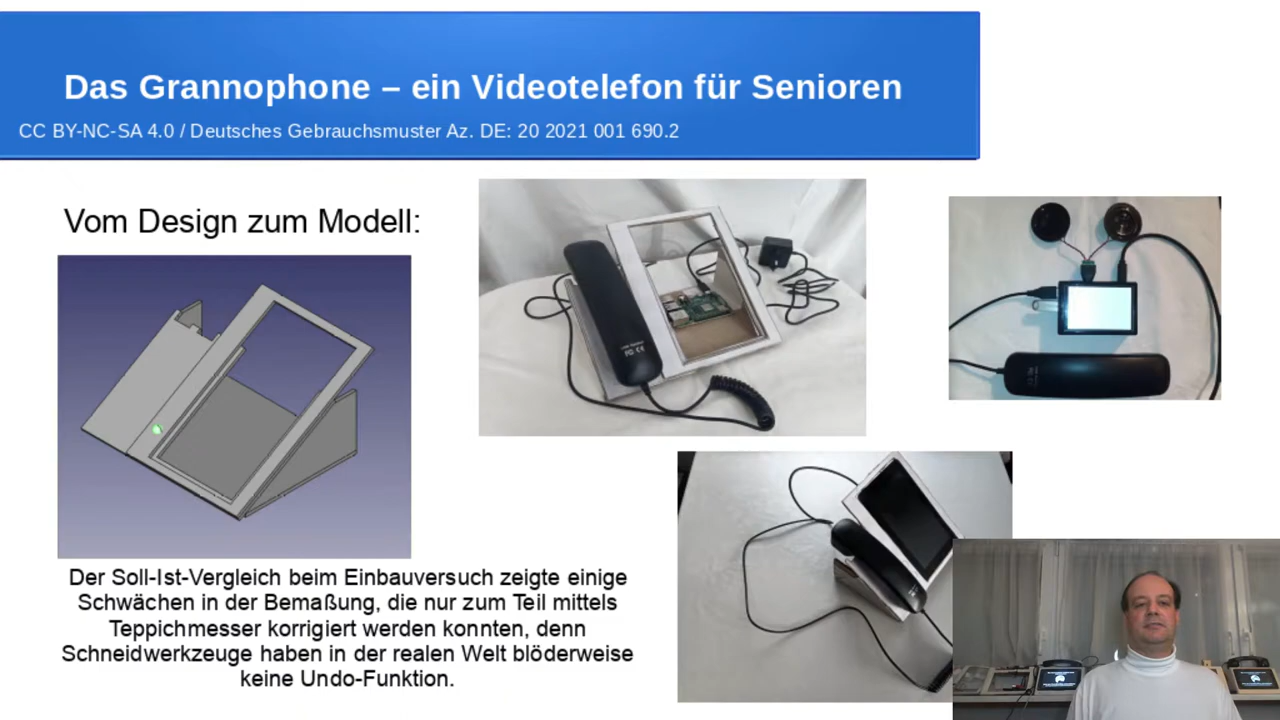 Das Grannophone – ein Videotelefon für Senioren
CC BY-NC-SA 4.0 / Deutsches Gebrauchsmuster Az. DE: 20 2021 001 690.2
Vom Design zum Modell:
Der Soll-Ist-Vergleich beim Einbauversuch zeigte einige
Schwächen in der Bemaßung, die nur zum Teil mittels
Teppichmesser korrigiert werden konnten, denn
Schneidwerkzeuge haben in der realen Welt blöderweise
keine Undo-Funktion.